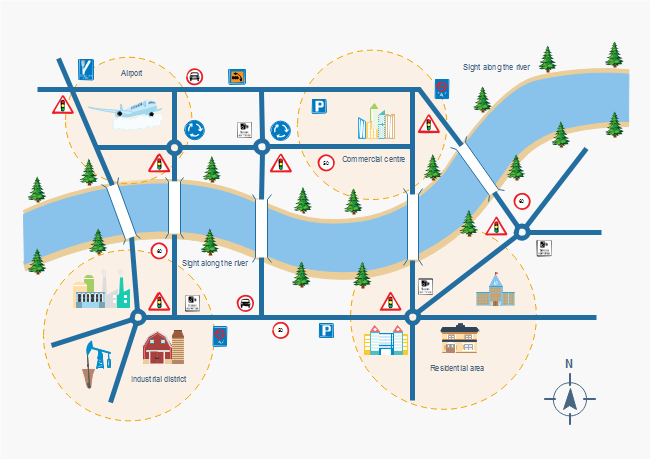 Sight along the river
Airport
P
Commercial centre
Sight along the river
P
Residential area
Industrial district
N